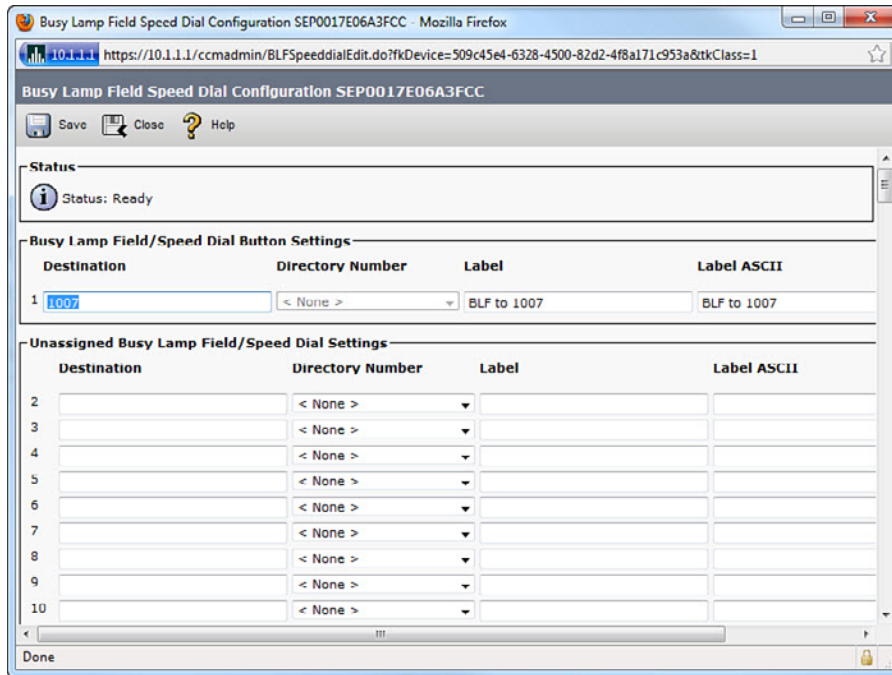 Busy Lamp Field Speed Dial Configuration SEP0017E06A3FCC - Mozilla Firefox
10.1.1.1 https://10.1.1.1/ccmadmin/BLFSpeeddialEdit.do?fkDevice=509c45e4-6328-4500-82d2-4f8a171c953a&tkClass=1
Busy Lamp Field Speed Dial Configuration SEP0017E06A3FCC
Save Close Help
Status
Status: Ready
Busy Lamp Field/Speed Dial Button Settings
Destination Directory Number Label Label ASCII
1 1007 < None > BLF to 1007 BLF to 1007
Unassigned Busy Lamp Field/Speed Dial Settings
Destination Directory Number Label Label ASCII
2 < None >
3 < None >
4 < None >
5 < None >
6 < None >
7 < None >
8 < None >
9 < None >
10 < None >
Done